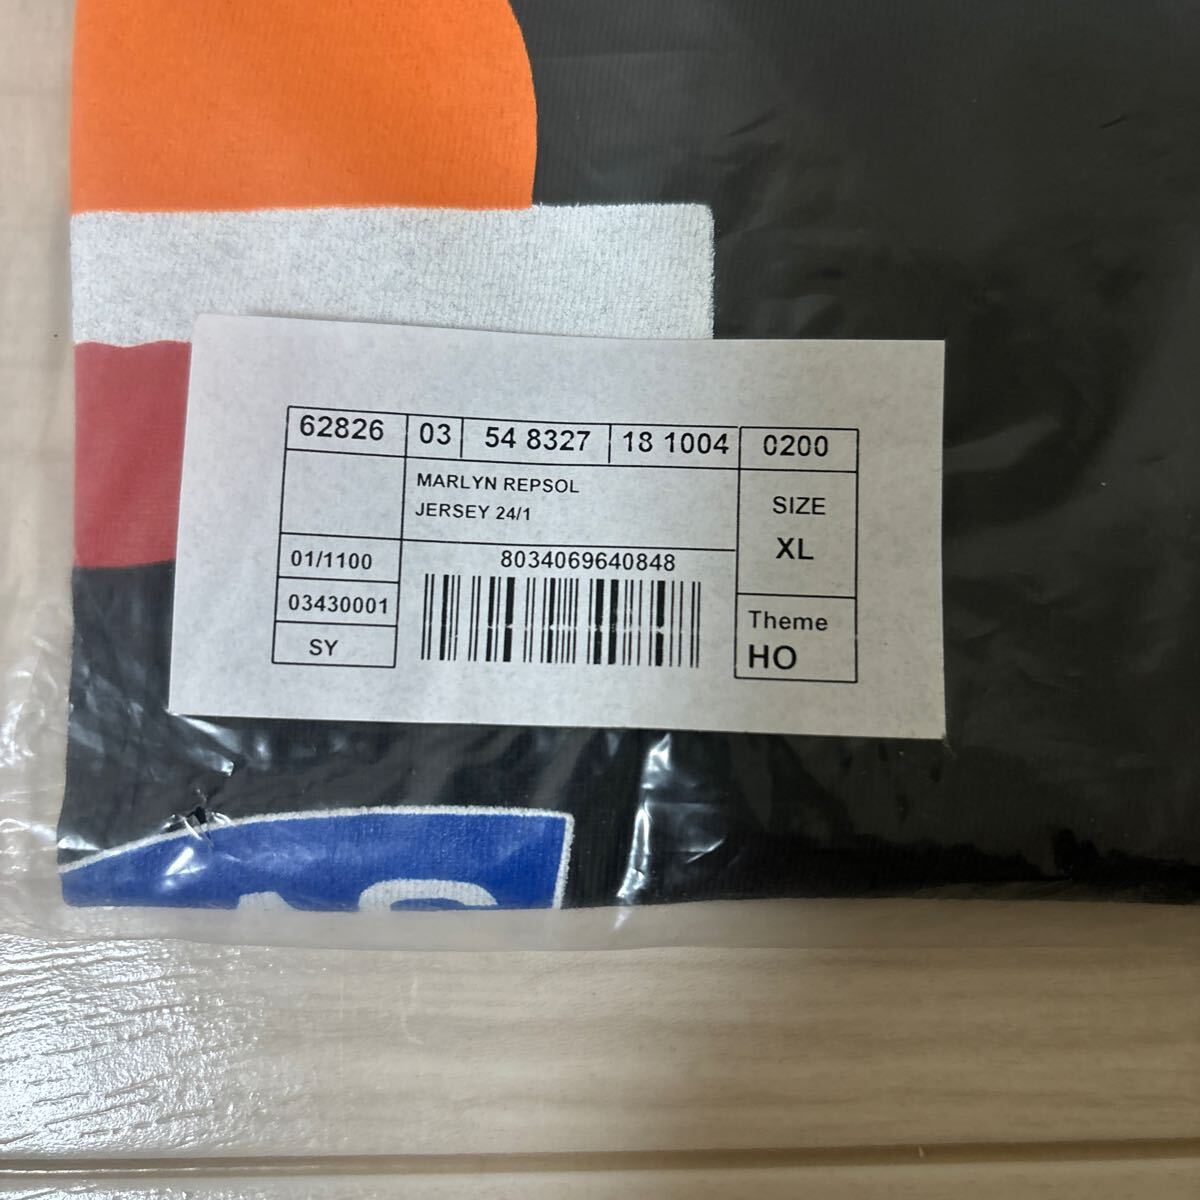 62826 03 54 8327 18 1004 0200
MARLYN REPSOL
JERSEY 24/1
SIZE
XL
01/1100
8034069640848
03430001
SY
Theme
HO